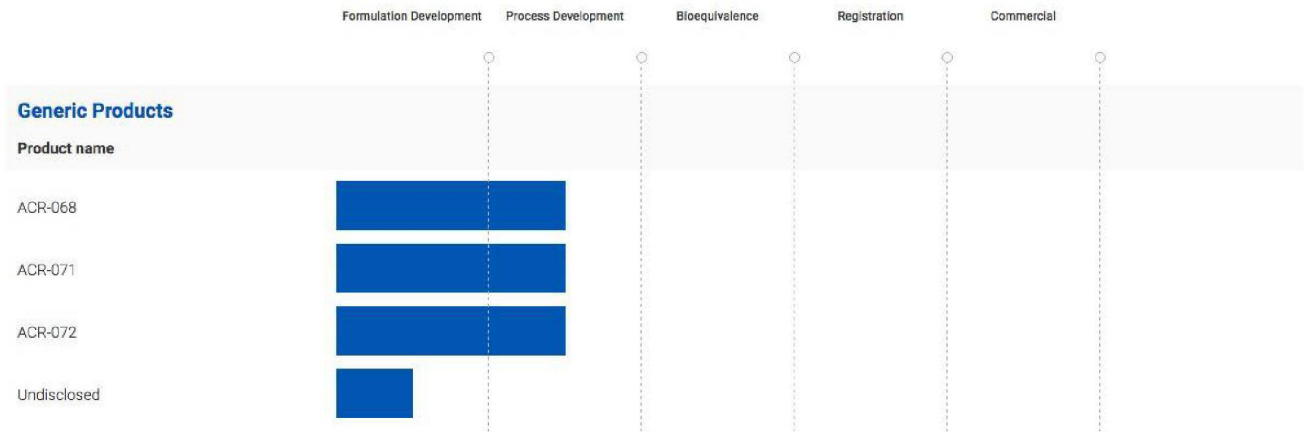 Formulation Development Process Development Bioequivalence Registration Commercial
Generic Products
Product name
ACR-068
ACR-071
ACR-072
Undisclosed